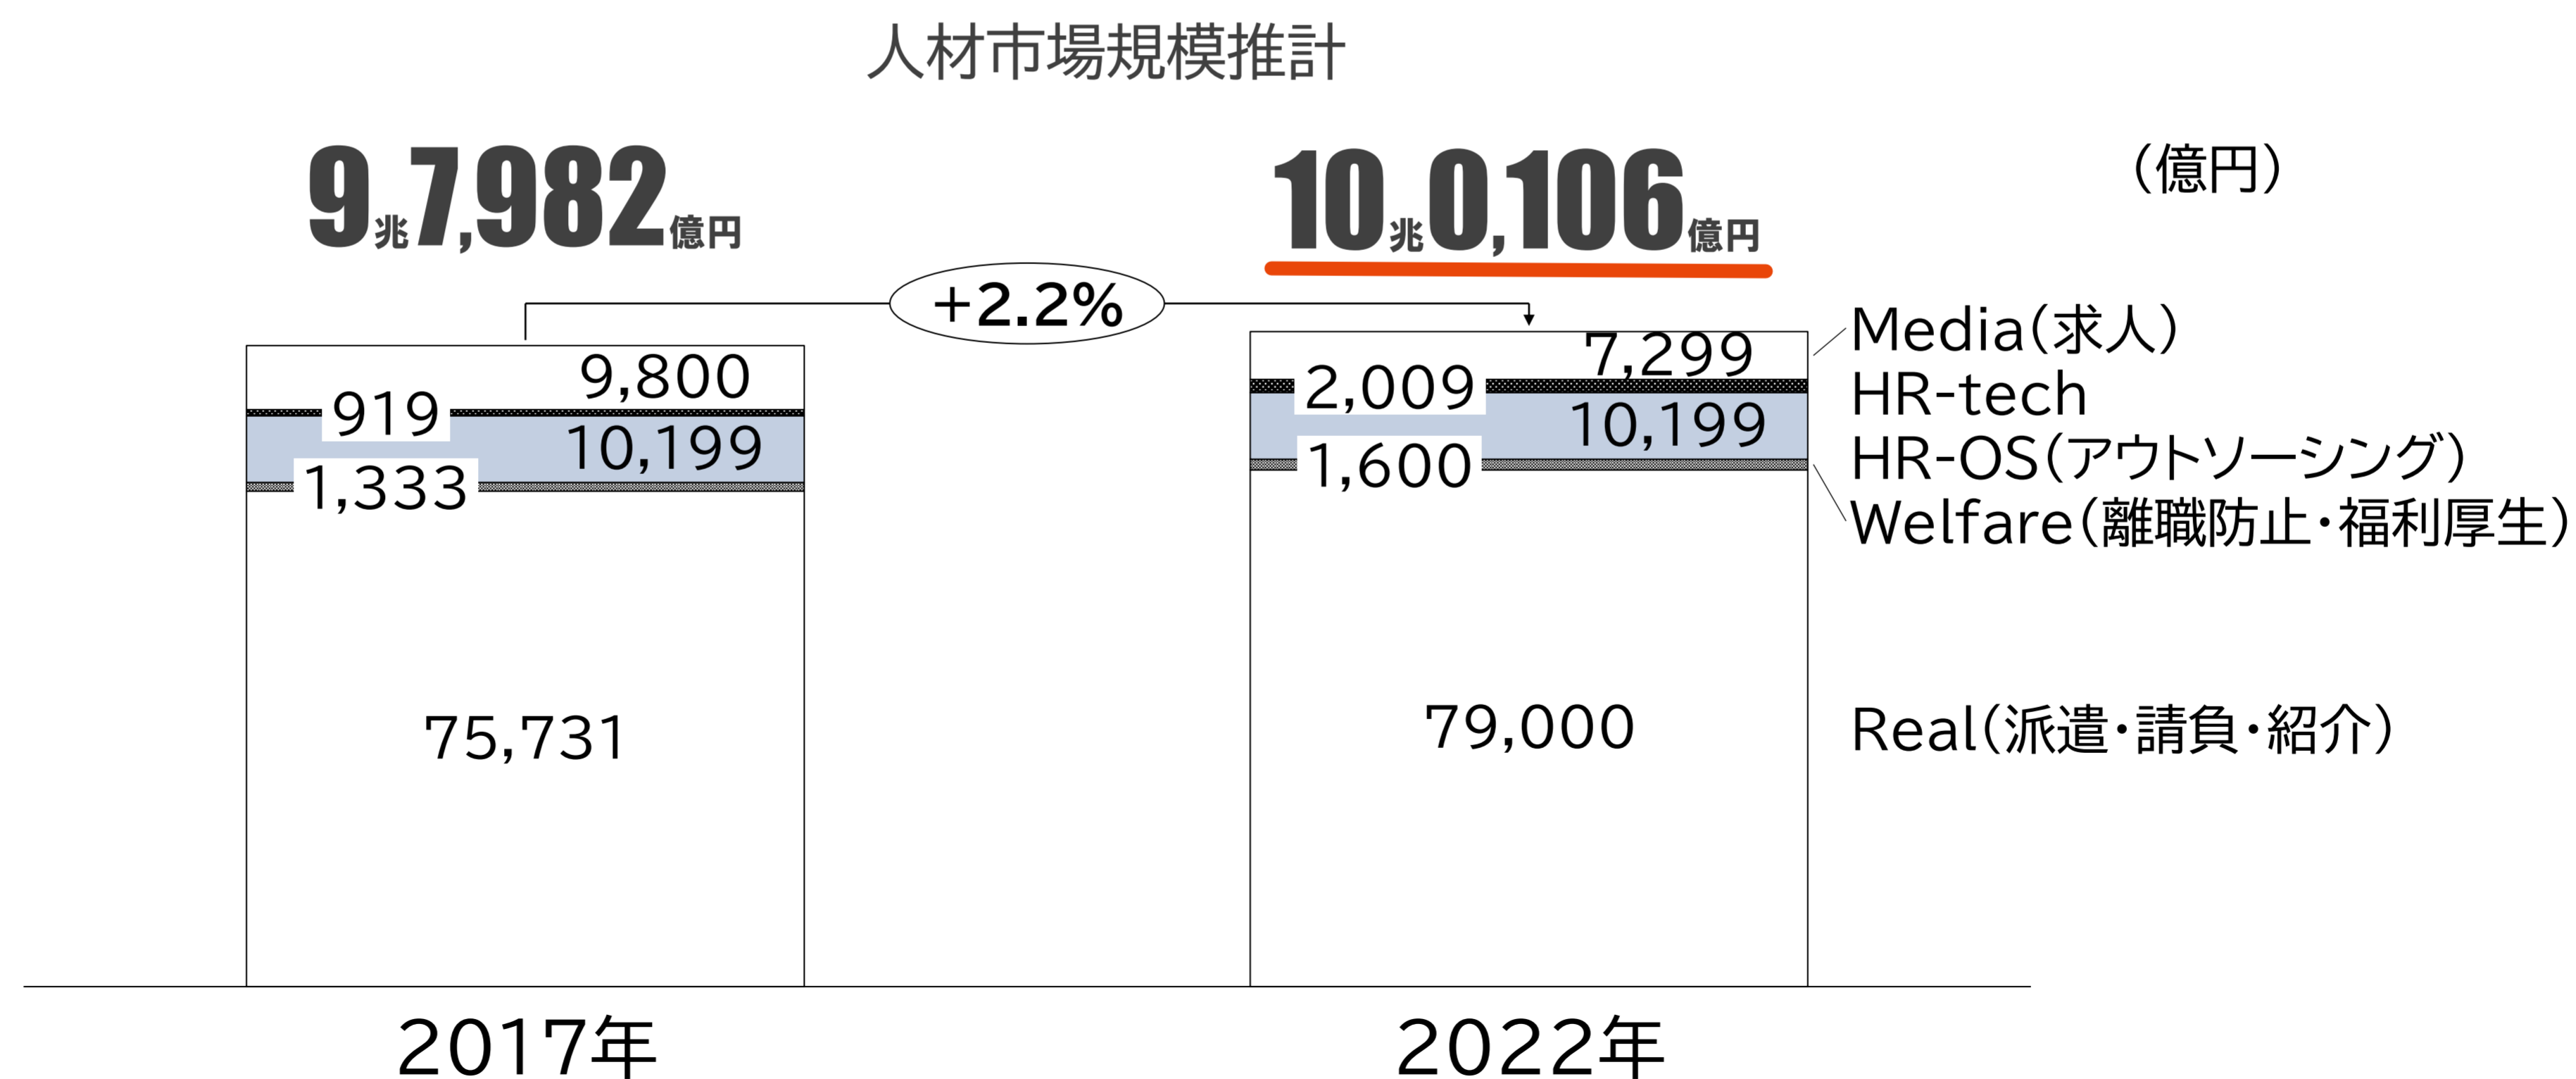 人材市場規模推計
9兆7,982億円
10兆0,106億円
(億円)
+2.2%
9,800
919
10,199
1,333
75,731
7,299
2,009
10,199
1,600
79,000
Media(求人)
HR-tech
HR-OS(アウトソーシング)
Welfare(離職防止・福利厚生)
Real(派遣・請負・紹介)
2017年
2022年